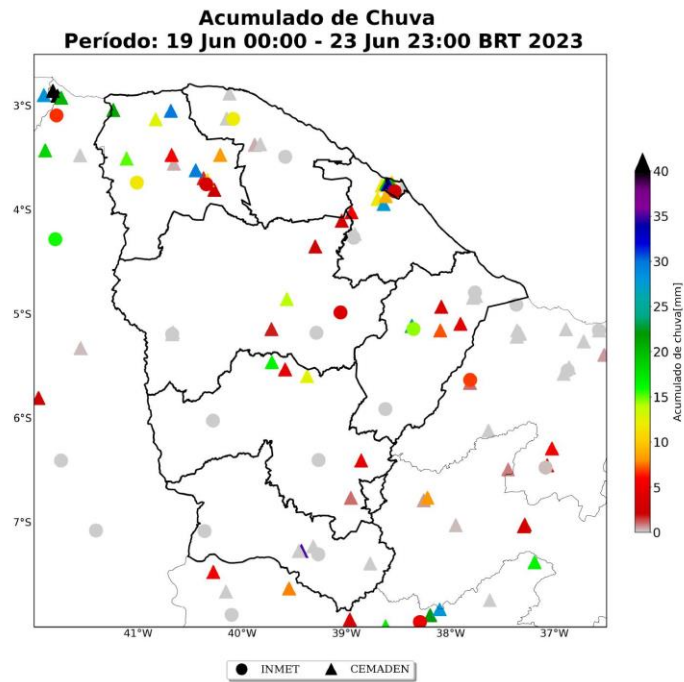 Acumulado de Chuva
Período: 19 Jun 00:00 - 23 Jun 23:00 BRT 2023
3°S
4°S
5°S
6°S
7°S
41°W
40°W
39°W
38°W
37°W
40
35
30
25
20
15
10
5
0
Acumulado de chuva[mm]
INMET
CEMADEN